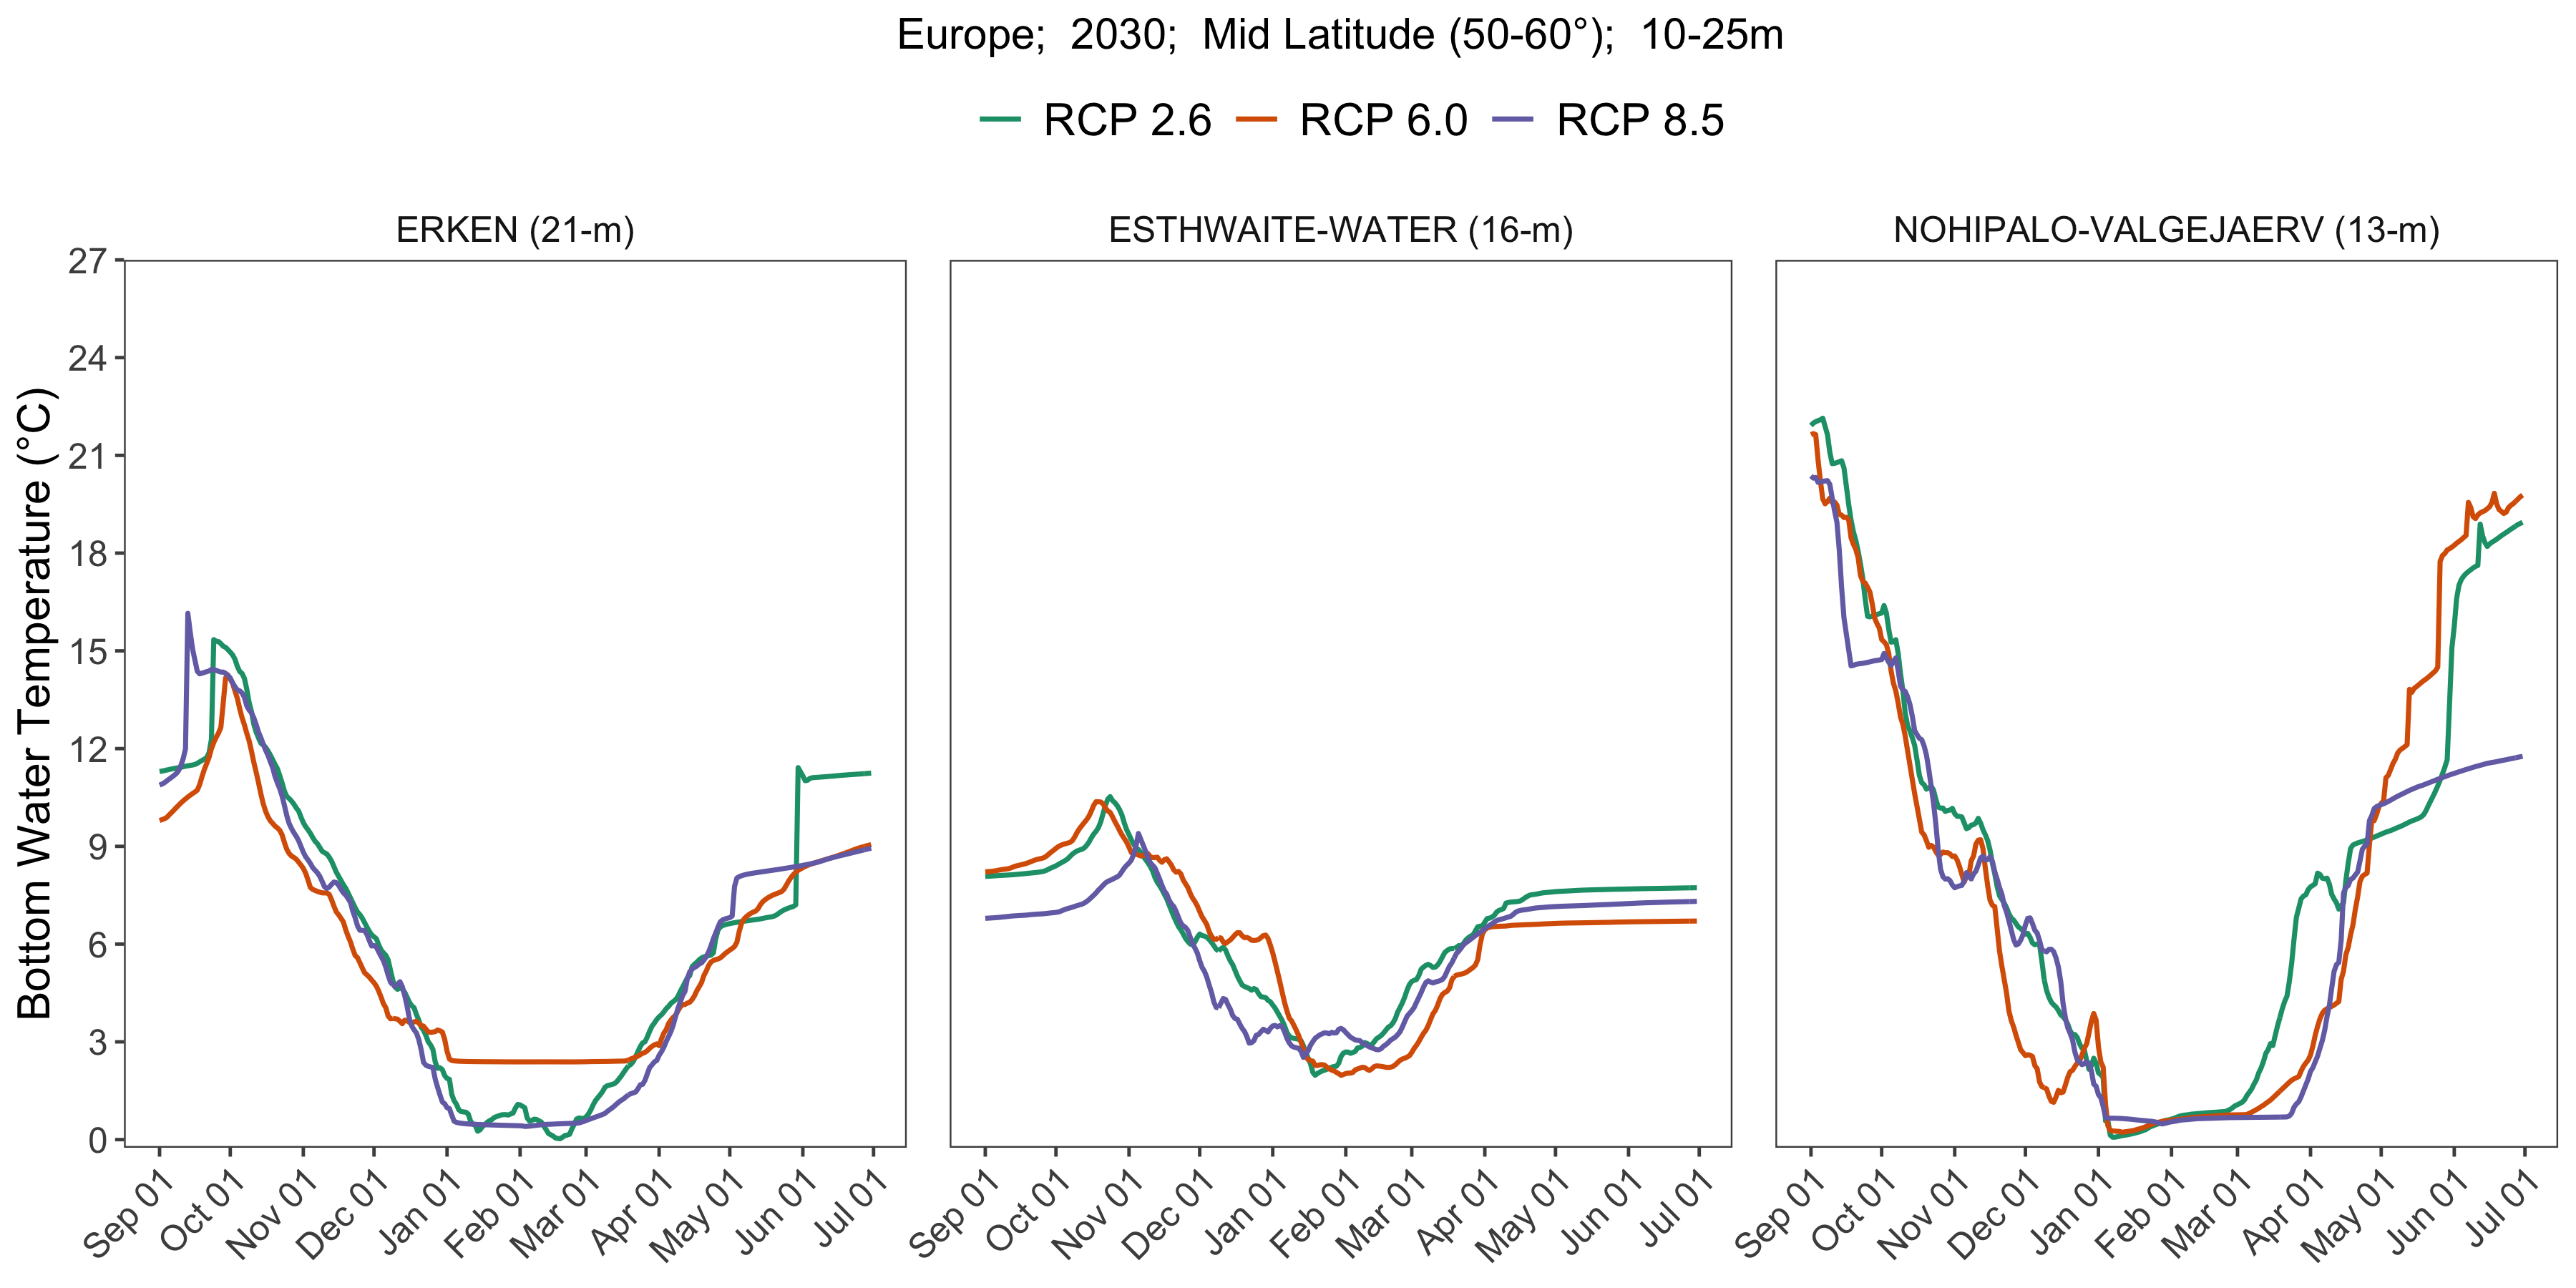 Europe;  2030;  Mid Latitude (50-60°);  10-25m
RCP 2.6 RCP 6.0 RCP 8.5
ERKEN (21-m) ESTHWAITE-WATER (16-m) NOHIPALO-VALGEJAERV (13-m)
Bottom Water Temperature (°C)
27
24
21
18
15
12
9
6
3
0
Sep 01 Oct 01 Nov 01 Dec 01 Jan 01 Feb 01 Mar 01 Apr 01 May 01 Jun 01 Jul 01
Sep 01 Oct 01 Nov 01 Dec 01 Jan 01 Feb 01 Mar 01 Apr 01 May 01 Jun 01 Jul 01
Sep 01 Oct 01 Nov 01 Dec 01 Jan 01 Feb 01 Mar 01 Apr 01 May 01 Jun 01 Jul 01